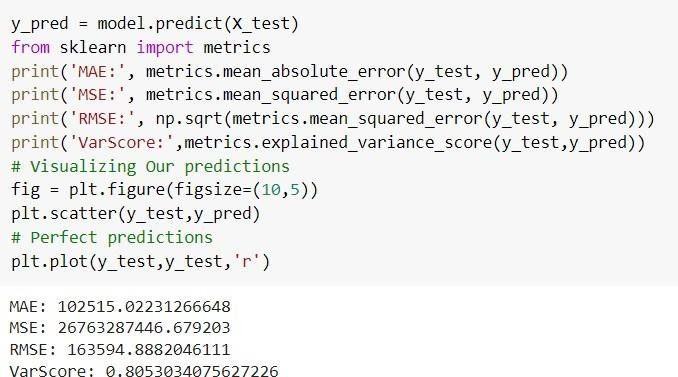 y_pred = model.predict(X_test)
from sklearn import metrics
print('MAE:', metrics.mean_absolute_error(y_test, y_pred))
print('MSE:', metrics.mean_squared_error(y_test, y_pred))
print('RMSE:', np.sqrt(metrics.mean_squared_error(y_test, y_pred)))
print('VarScore:',metrics.explained_variance_score(y_test,y_pred))
# Visualizing Our predictions
fig = plt.figure(figsize=(10,5))
plt.scatter(y_test,y_pred)
# Perfect predictions
plt.plot(y_test,y_test,'r')
MAE: 102515.02231266648
MSE: 26763287446.679203
RMSE: 163594.8882046111
VarScore: 0.8053034075627226